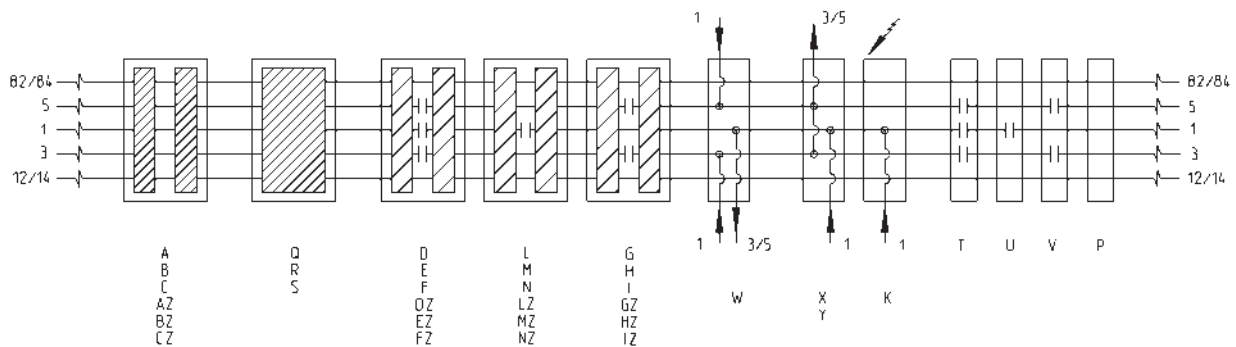 1 3/5
82/84 82/84
5 5
1 1
3 3
12/14 12/14
1 3/5 1 1 T U V P
A Q D L G W X K
B R E M H Y
C S F N I
AZ OZ LZ GZ
BZ EZ MZ HZ
CZ FZ NZ IZ